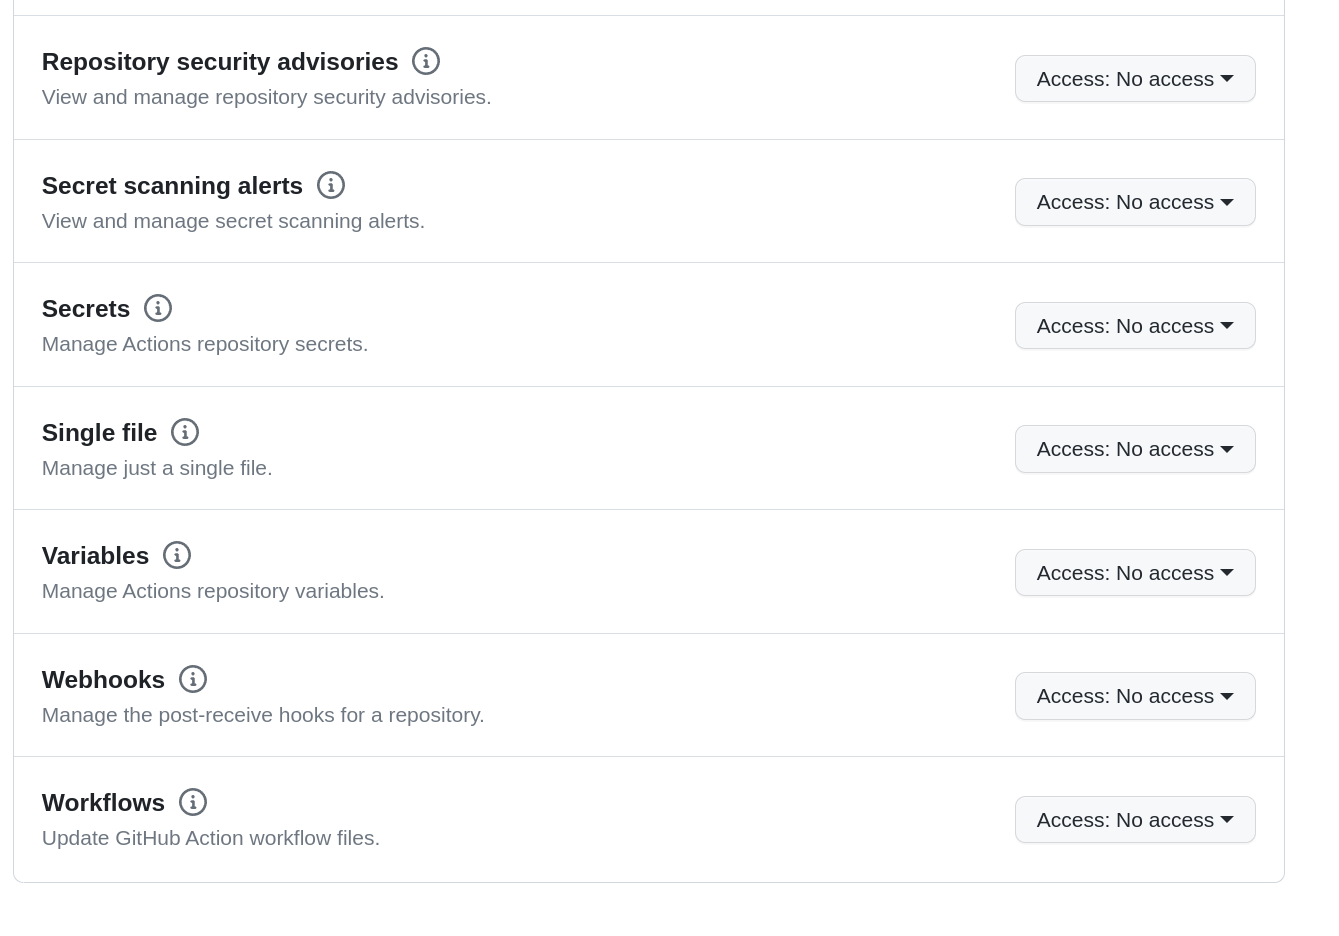 Repository security advisories
View and manage repository security advisories.
Access: No access
Secret scanning alerts
View and manage secret scanning alerts.
Access: No access
Secrets
Manage Actions repository secrets.
Access: No access
Single file
Manage just a single file.
Access: No access
Variables
Manage Actions repository variables.
Access: No access
Webhooks
Manage the post-receive hooks for a repository.
Access: No access
Workflows
Update GitHub Action workflow files.
Access: No access